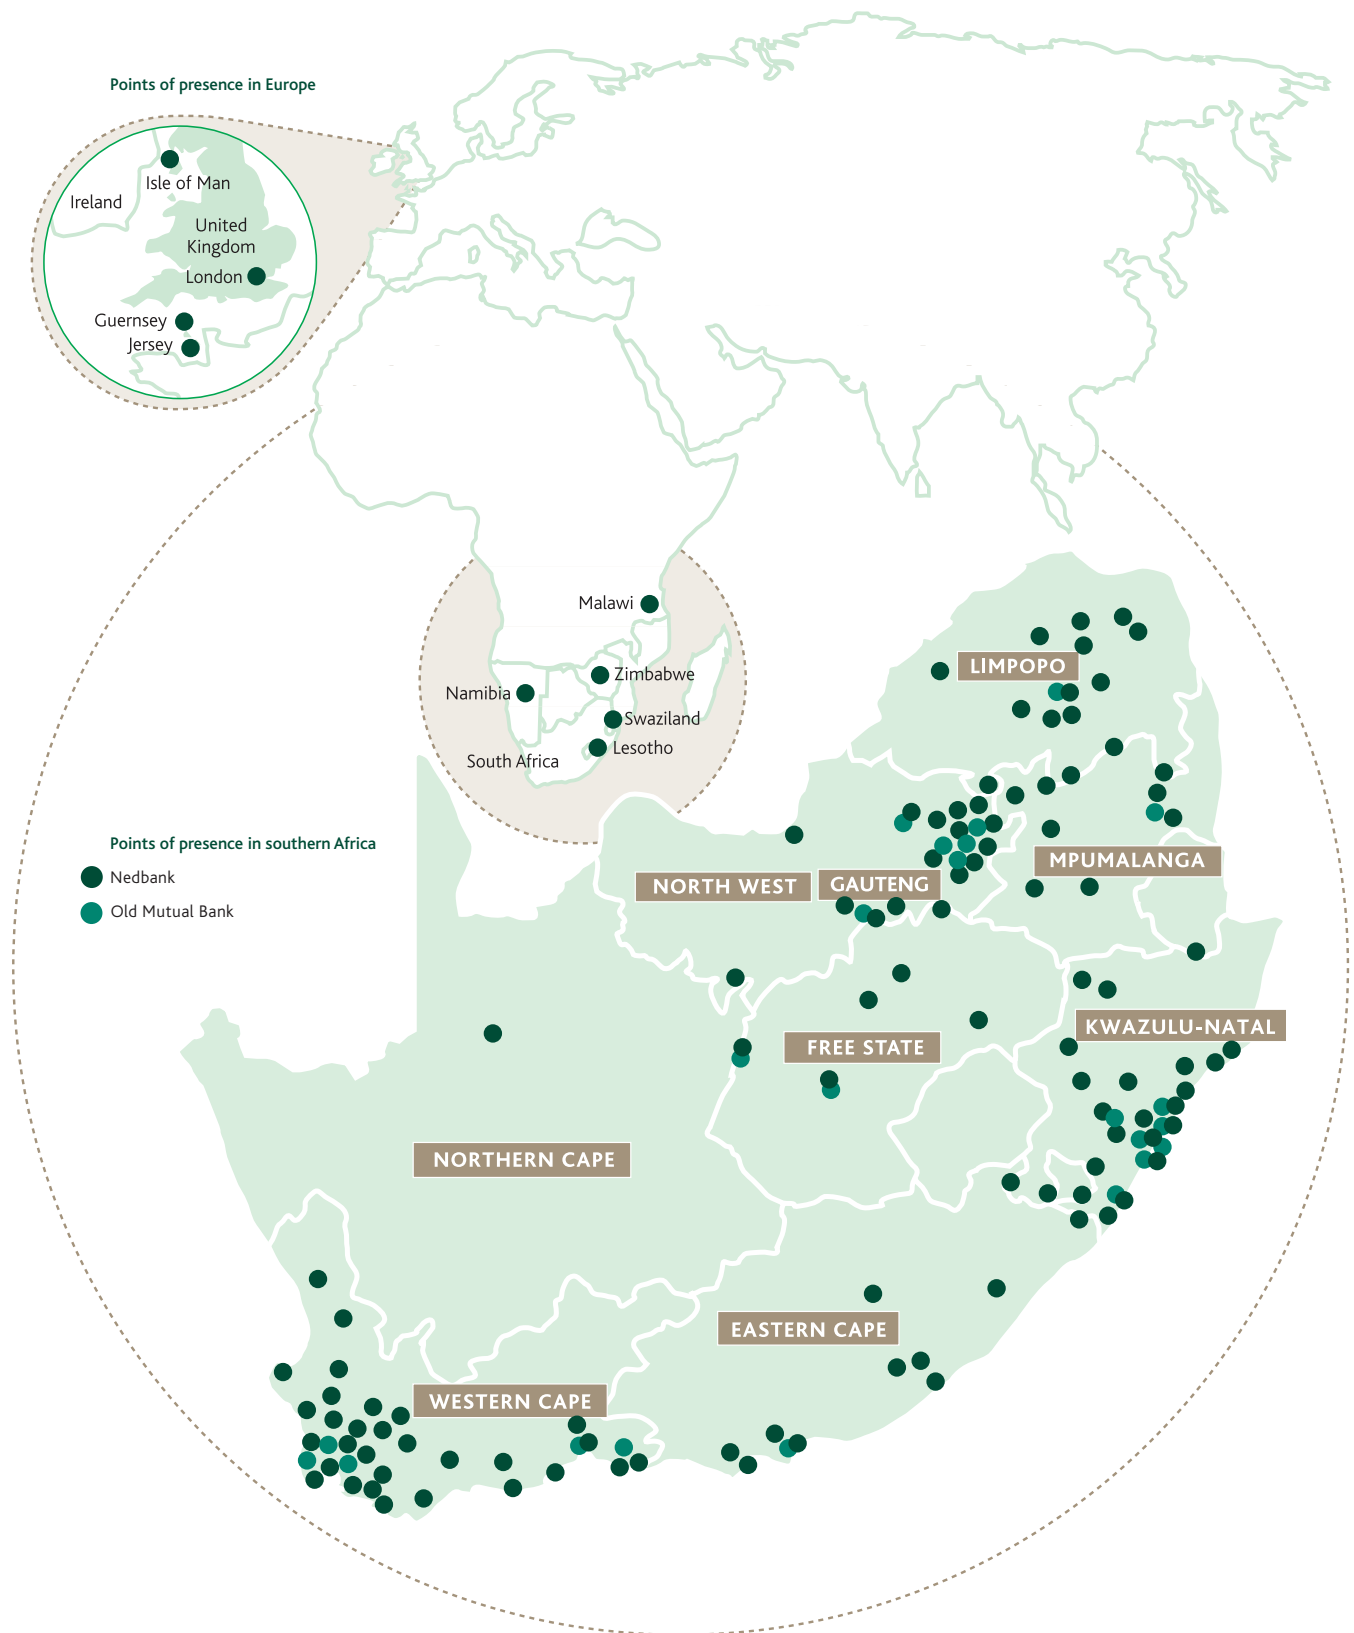 Points of presence in Europe
Isle of Man
Ireland
United
Kingdom
London
Guernsey
Jersey
Malawi
Zimbabwe
Namibia
Swaziland
Lesotho
South Africa
LIMPOPO
Points of presence in southern Africa
Nedbank
Old Mutual Bank
MPUMALANGA
NORTH WEST
GAUTENG
KWAZULU-NATAL
FREE STATE
NORTHERN CAPE
EASTERN CAPE
WESTERN CAPE